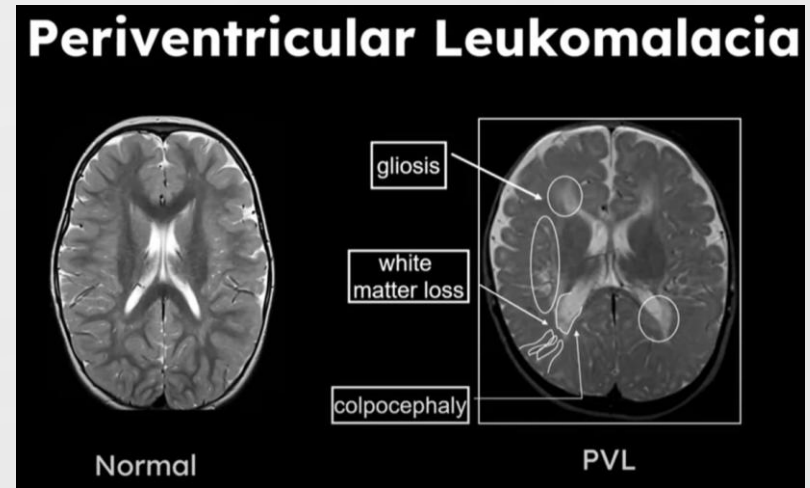 Periventricular Leukomalacia
gliosis
white
matter loss
colpocephaly
Normal
PVL